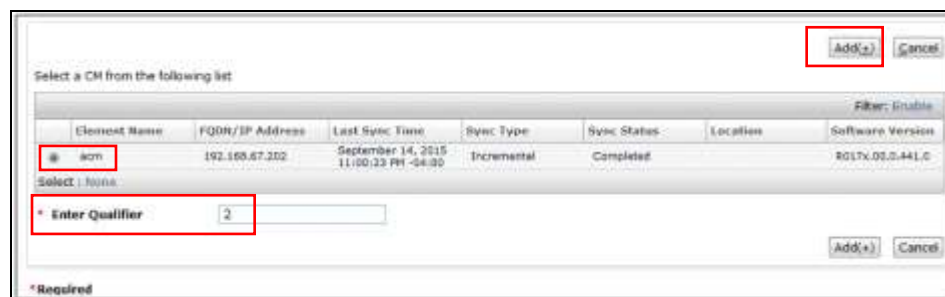 Add(+) Cancel
Select a CM from the following list
Filter: Enable
Element Name FQDN/IP Address Last Sync Time Sync Type Sync Status Location Software Version
acm 192.168.67.202 September 14, 2015 11:00:23 PM -04:00 Incremental Completed R017x.00.0.441.0
Select : None
* Enter Qualifier 2
Add(+) Cancel
*Required